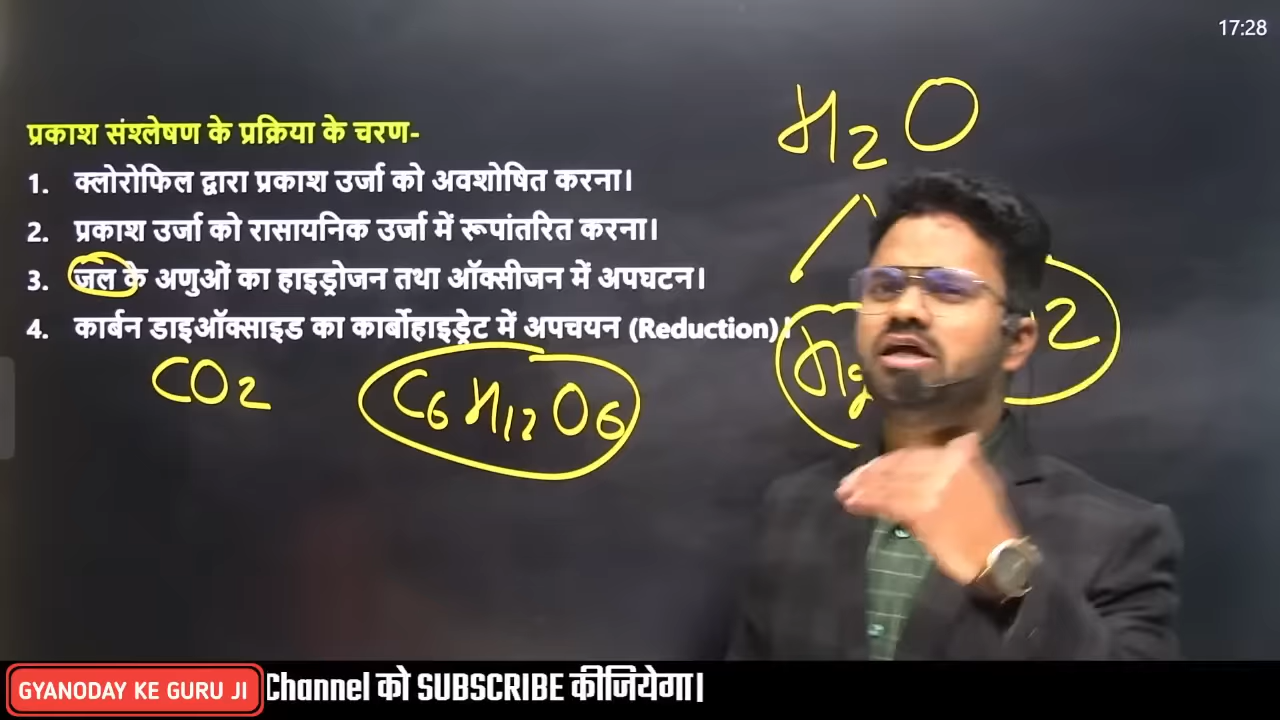 17:28
H2O
प्रकाश संश्लेषण के प्रक्रिया के चरण-
1. क्लोरोफिल द्वारा प्रकाश उर्जा को अवशोषित करना।
2. प्रकाश उर्जा को रासायनिक उर्जा में रूपांतरित करना।
3. जल के अणुओं का हाइड्रोजन तथा ऑक्सीजन में अपघटन।
4. कार्बन डाइऑक्साइड का कार्बोहाइड्रेट में अपचयन (Reduction)।
2
CO2 C6H12O6
GYANODAY KE GURU JI Channel को SUBSCRIBE कीजियेगा।